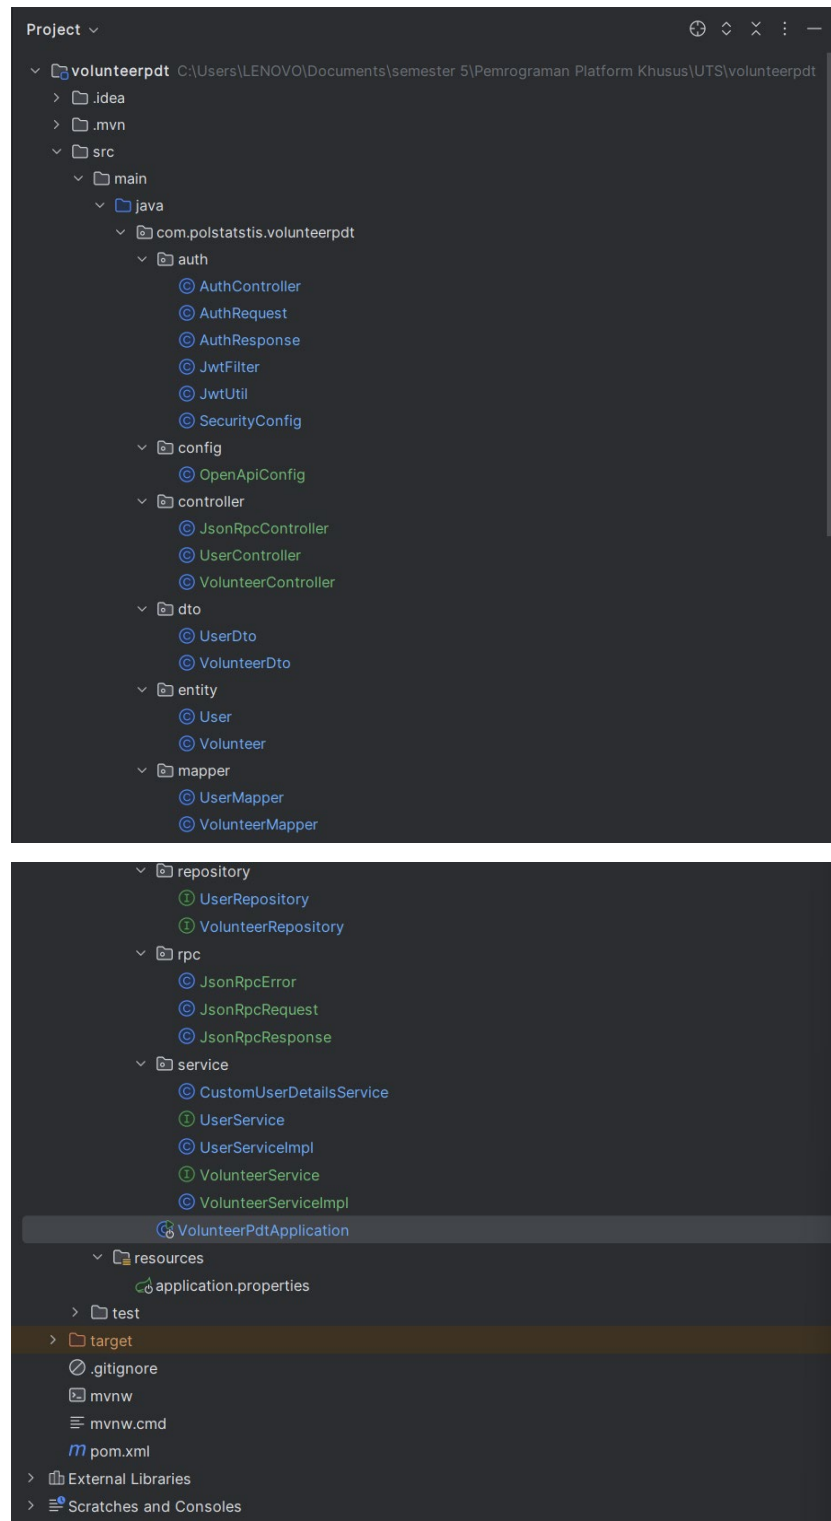 Project
volunteerpdt C:\Users\LENOVO\Documents\semester 5\Pemrograman Platform Khusus\UTS\volunteerpdt
.idea
.mvn
src
main
java
com.polstatstis.volunteerpdt
auth
AuthController
AuthRequest
AuthResponse
JwtFilter
JwtUtil
SecurityConfig
config
OpenApiConfig
controller
JsonRpcController
UserController
VolunteerController
dto
UserDto
VolunteerDto
entity
User
Volunteer
mapper
UserMapper
VolunteerMapper
repository
UserRepository
VolunteerRepository
rpc
JsonRpcError
JsonRpcRequest
JsonRpcResponse
service
CustomUserDetailsService
UserService
UserServiceImpl
VolunteerService
VolunteerServiceImpl
VolunteerPdtApplication
resources
application.properties
test
target
.gitignore
mvnw
mvnw.cmd
pom.xml
External Libraries
Scratches and Consoles